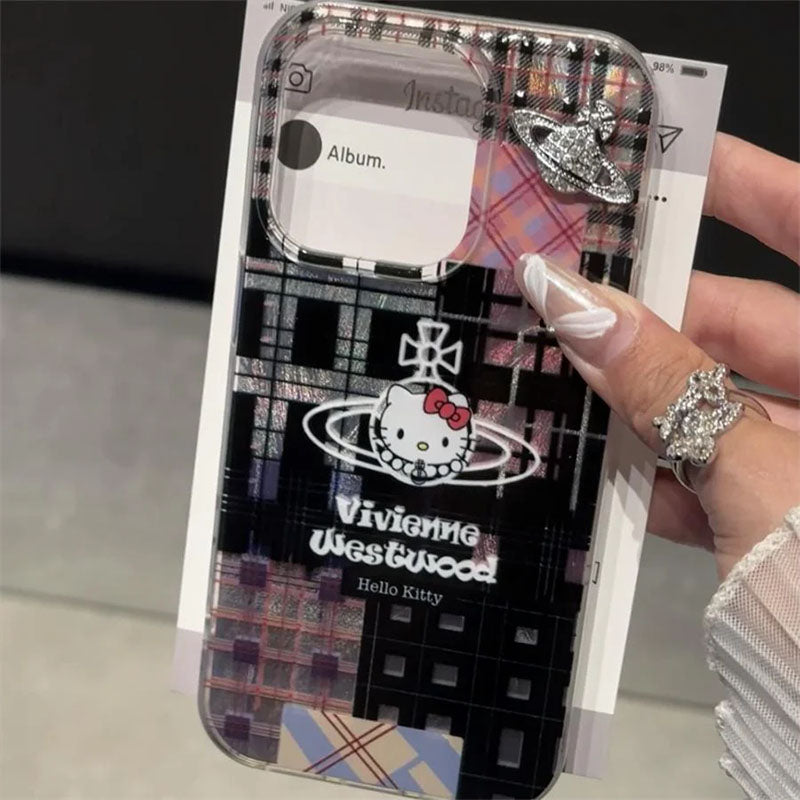 98%
Instag
Album.
Vivienne
Westwood
Hello Kitty